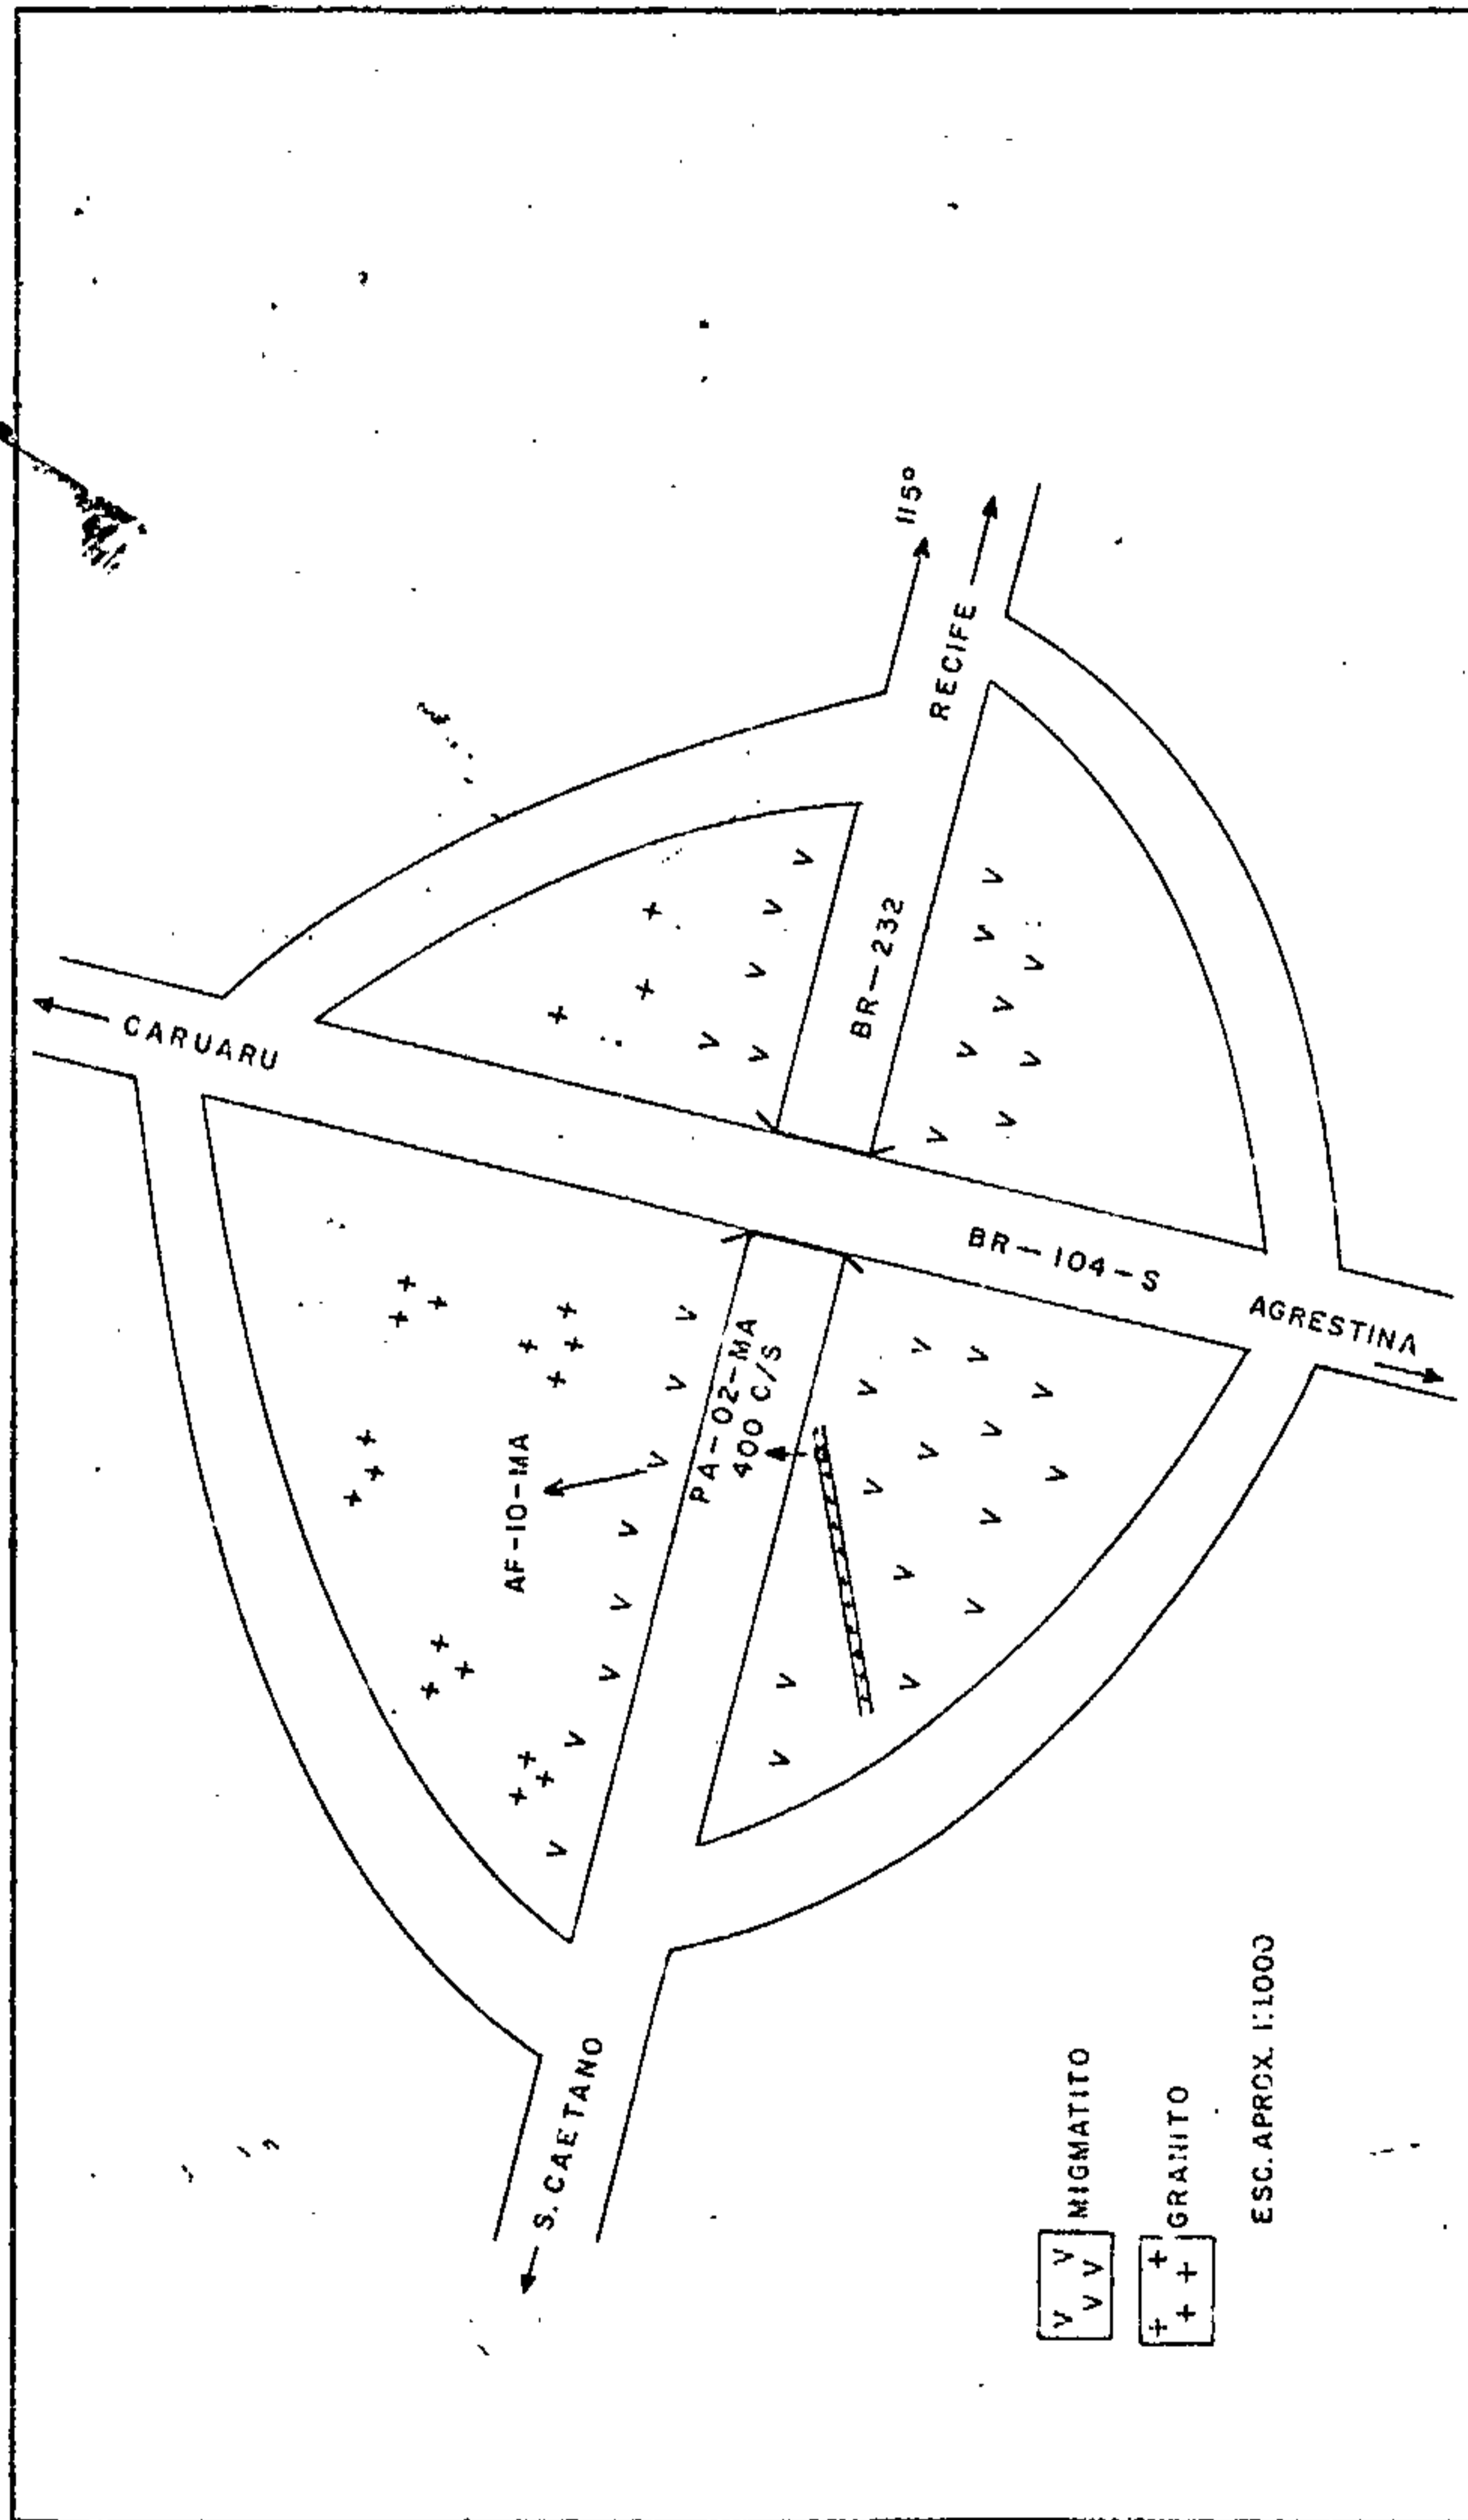 CARUARU
115°
RECIFE
BR-232
BR-104-S
AGRESTINA
AF-10-MA
PA-02-MA
400 C/S
S. CAETANO
MIGMATITO
GRANITO
ESC. APROX. 1:1000